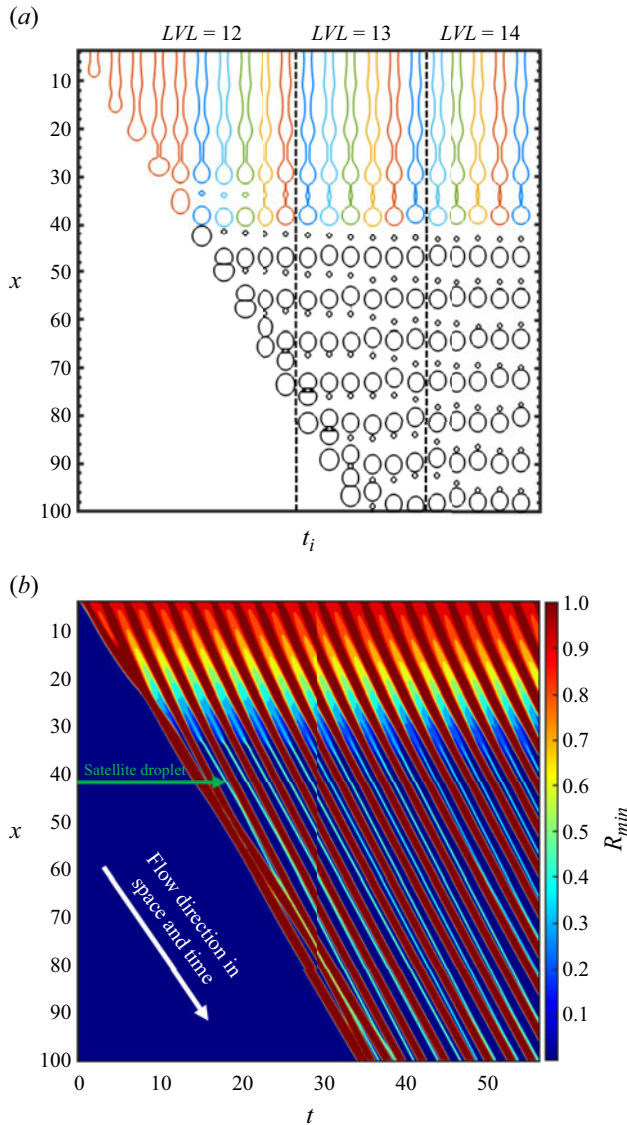 (a)
LVL = 12 LVL = 13 LVL = 14
10
20
30
40
50
60
70
80
90
100
x
t_i
(b)
10
20
30
40
50
60
70
80
90
100
x
Satellite droplet
Flow direction in
space and time
0 10 20 30 40 50
t
1.0
0.9
0.8
0.7
0.6
0.5
0.4
0.3
0.2
0.1
R_min